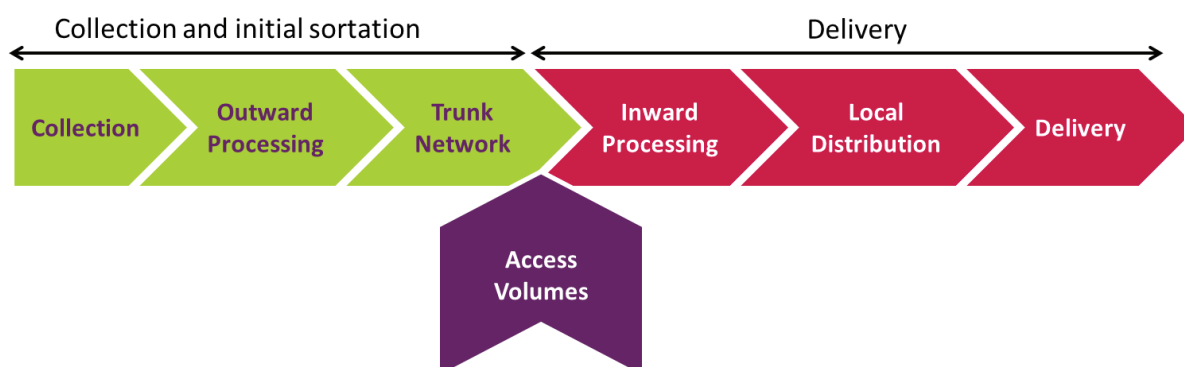 Collection and initial sortation
Delivery
Collection
Outward
Processing
Trunk
Network
Inward
Processing
Local
Distribution
Delivery
Access
Volumes